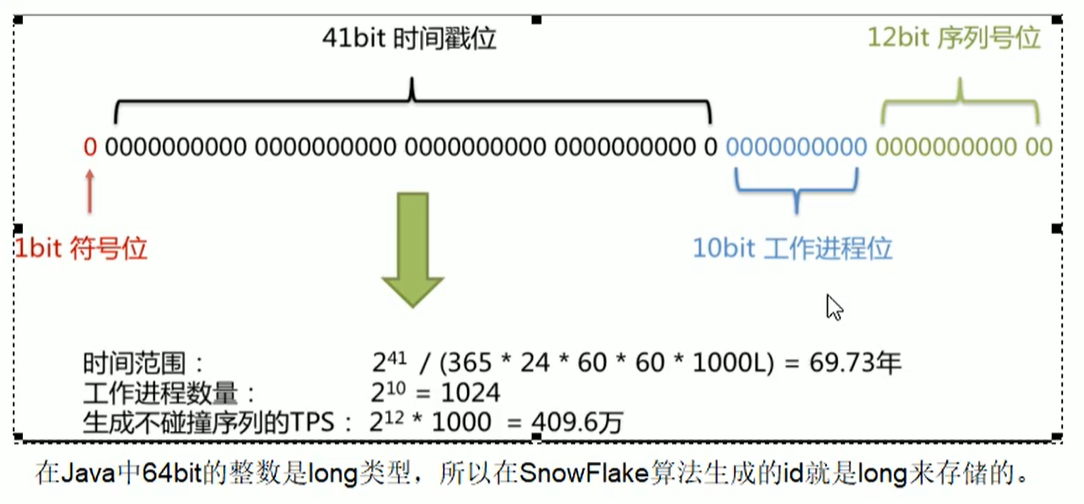 41bit 时间戳位
12bit 序列号位
0 0000000000 0000000000 0000000000 0000000000 0 0000000000 0000000000 00
1bit 符号位
10bit 工作进程位
时间范围： 2⁴¹ / (365 * 24 * 60 * 60 * 1000L) = 69.73年
工作进程数量： 2¹⁰ = 1024
生成不碰撞序列的TPS： 2¹² * 1000 = 409.6万
在Java中64bit的整数是long类型，所以在SnowFlake算法生成的id就是long来存储的。